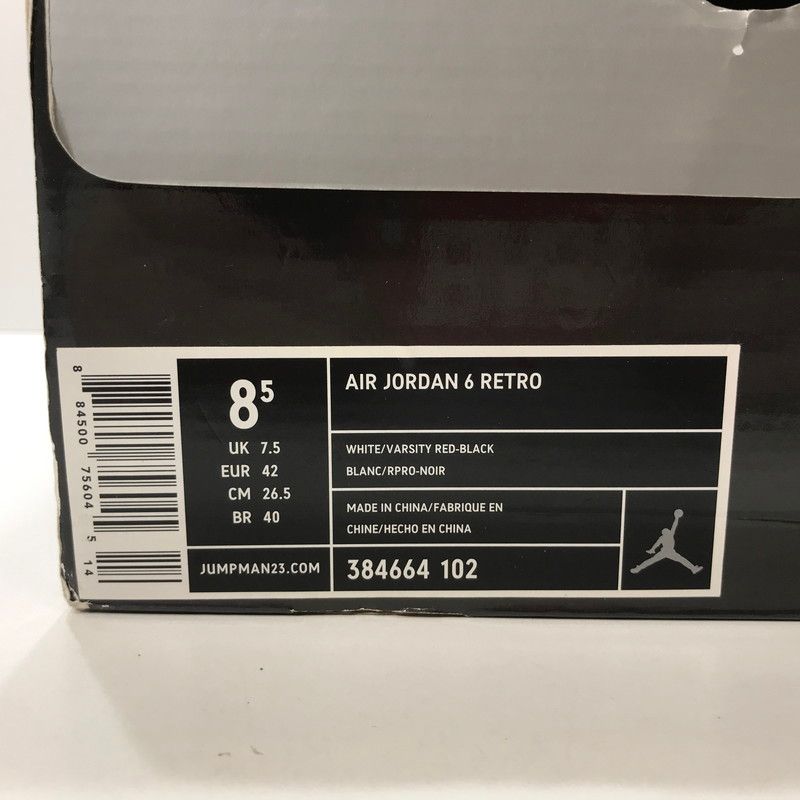 8 84500 75604 5 14
8 5
UK 7.5
EUR 42
CM 26.5
BR 40
JUMPMAN23.COM
AIR JORDAN 6 RETRO
WHITE/VARSITY RED-BLACK
BLANC/RPRO-NOIR
MADE IN CHINA/FABRIQUE EN
CHINE/HECHO EN CHINA
384664 102